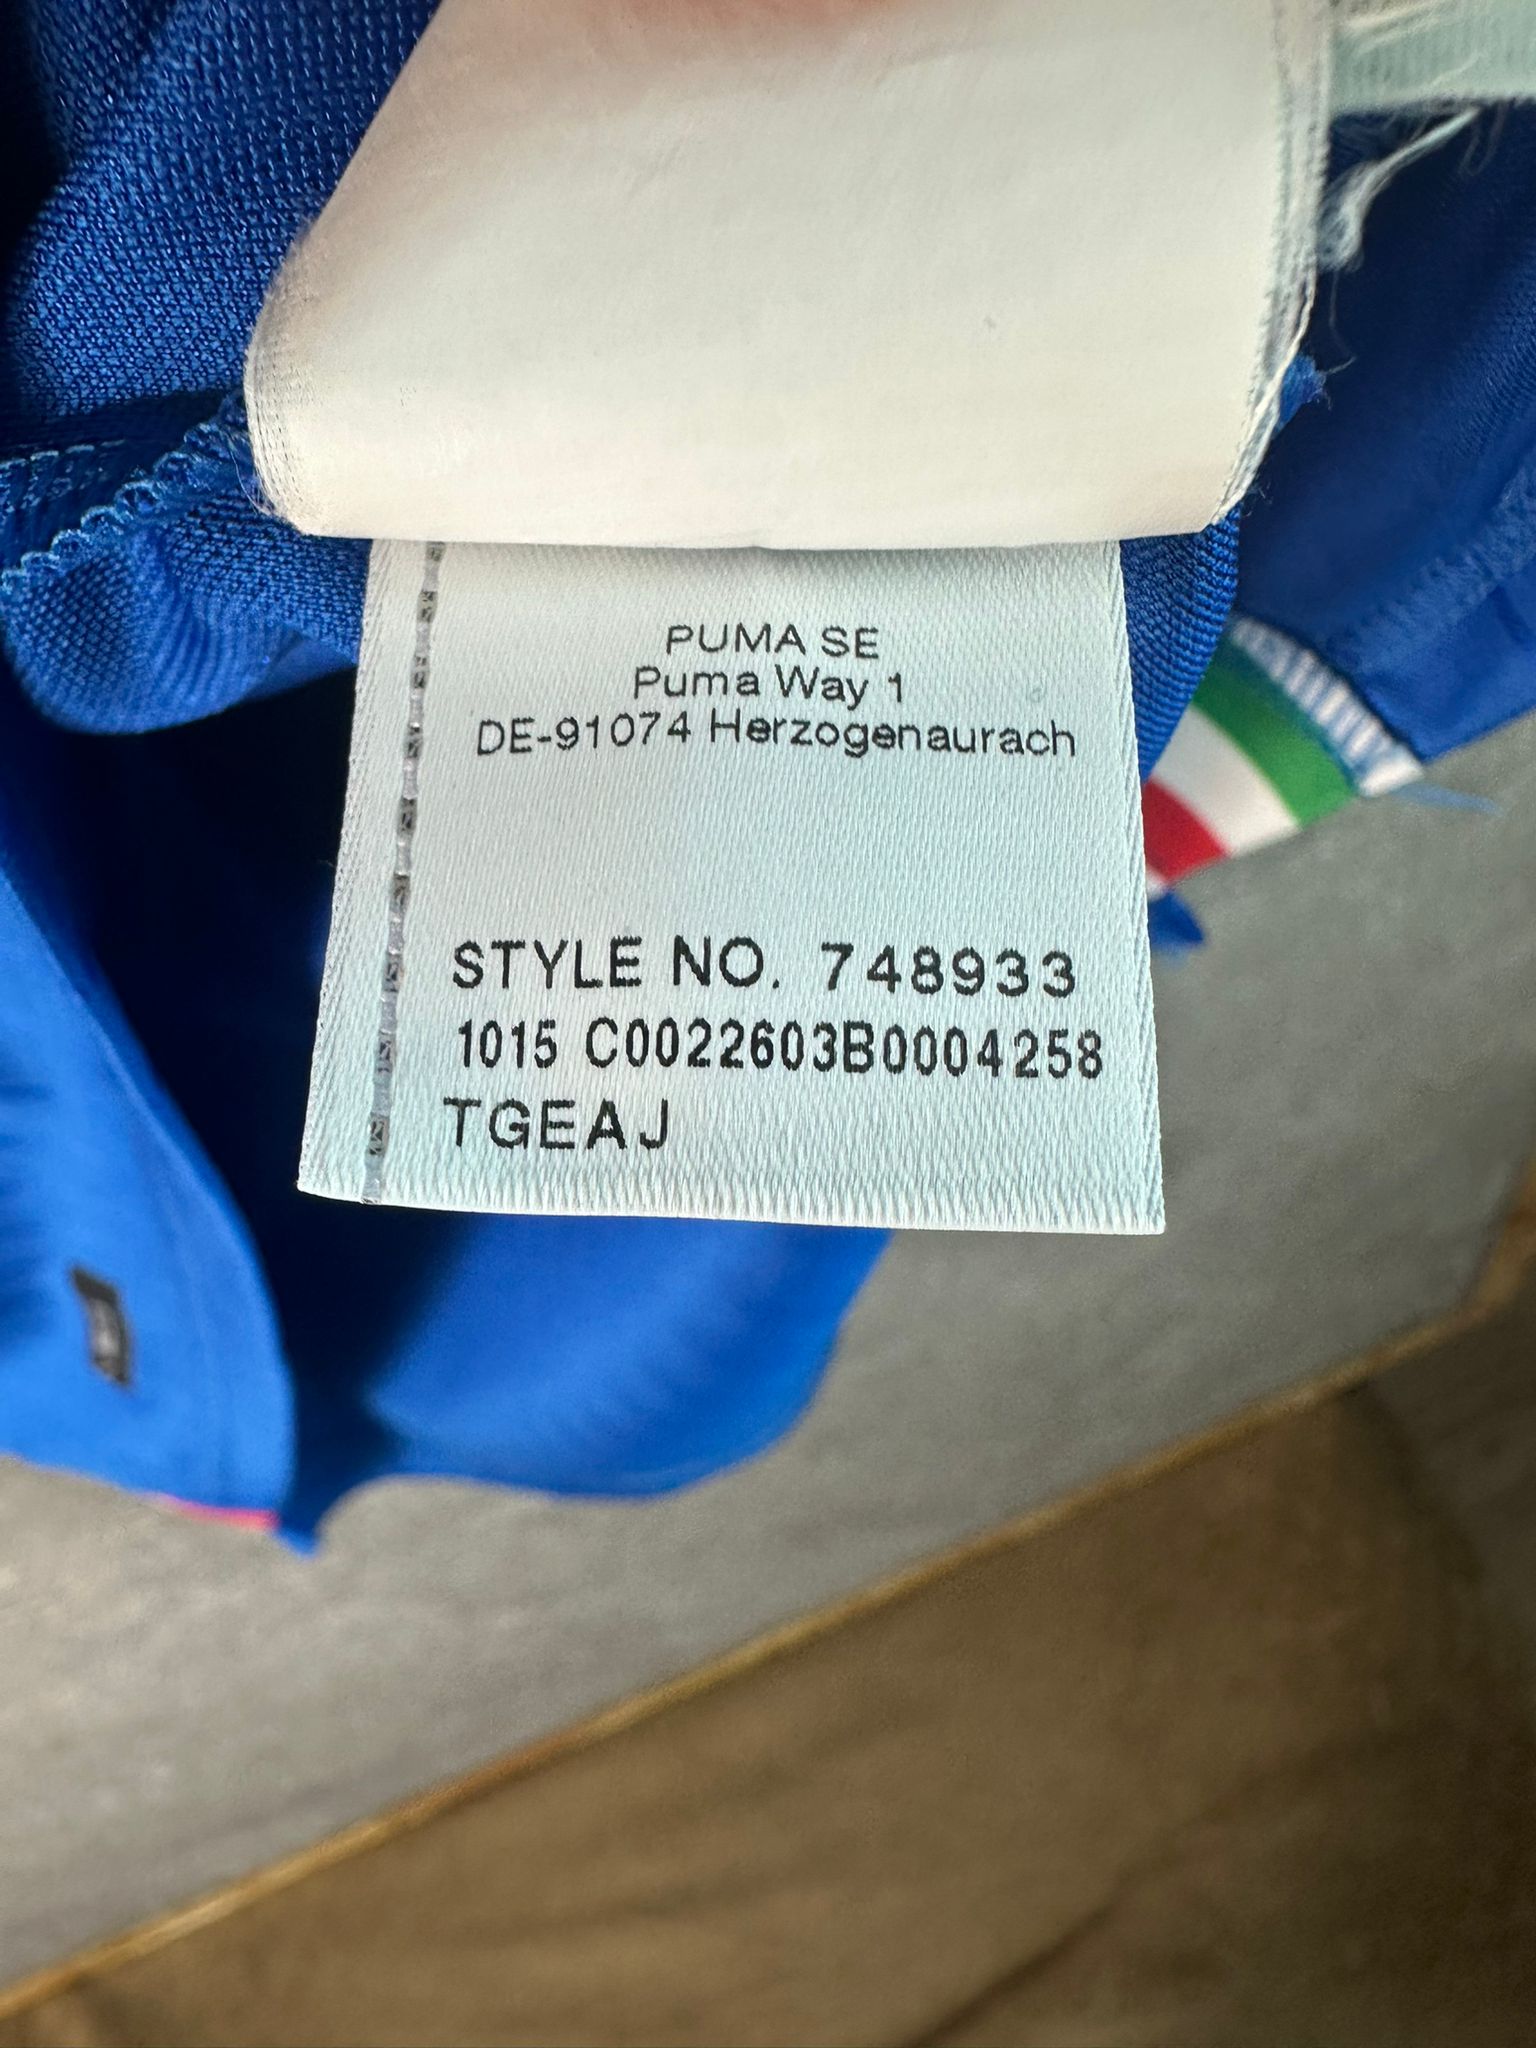 PUMA SE
Puma Way 1
DE-91074 Herzogenaurach
STYLE NO. 748933
1015 C0022603B0004258
TGEAJ